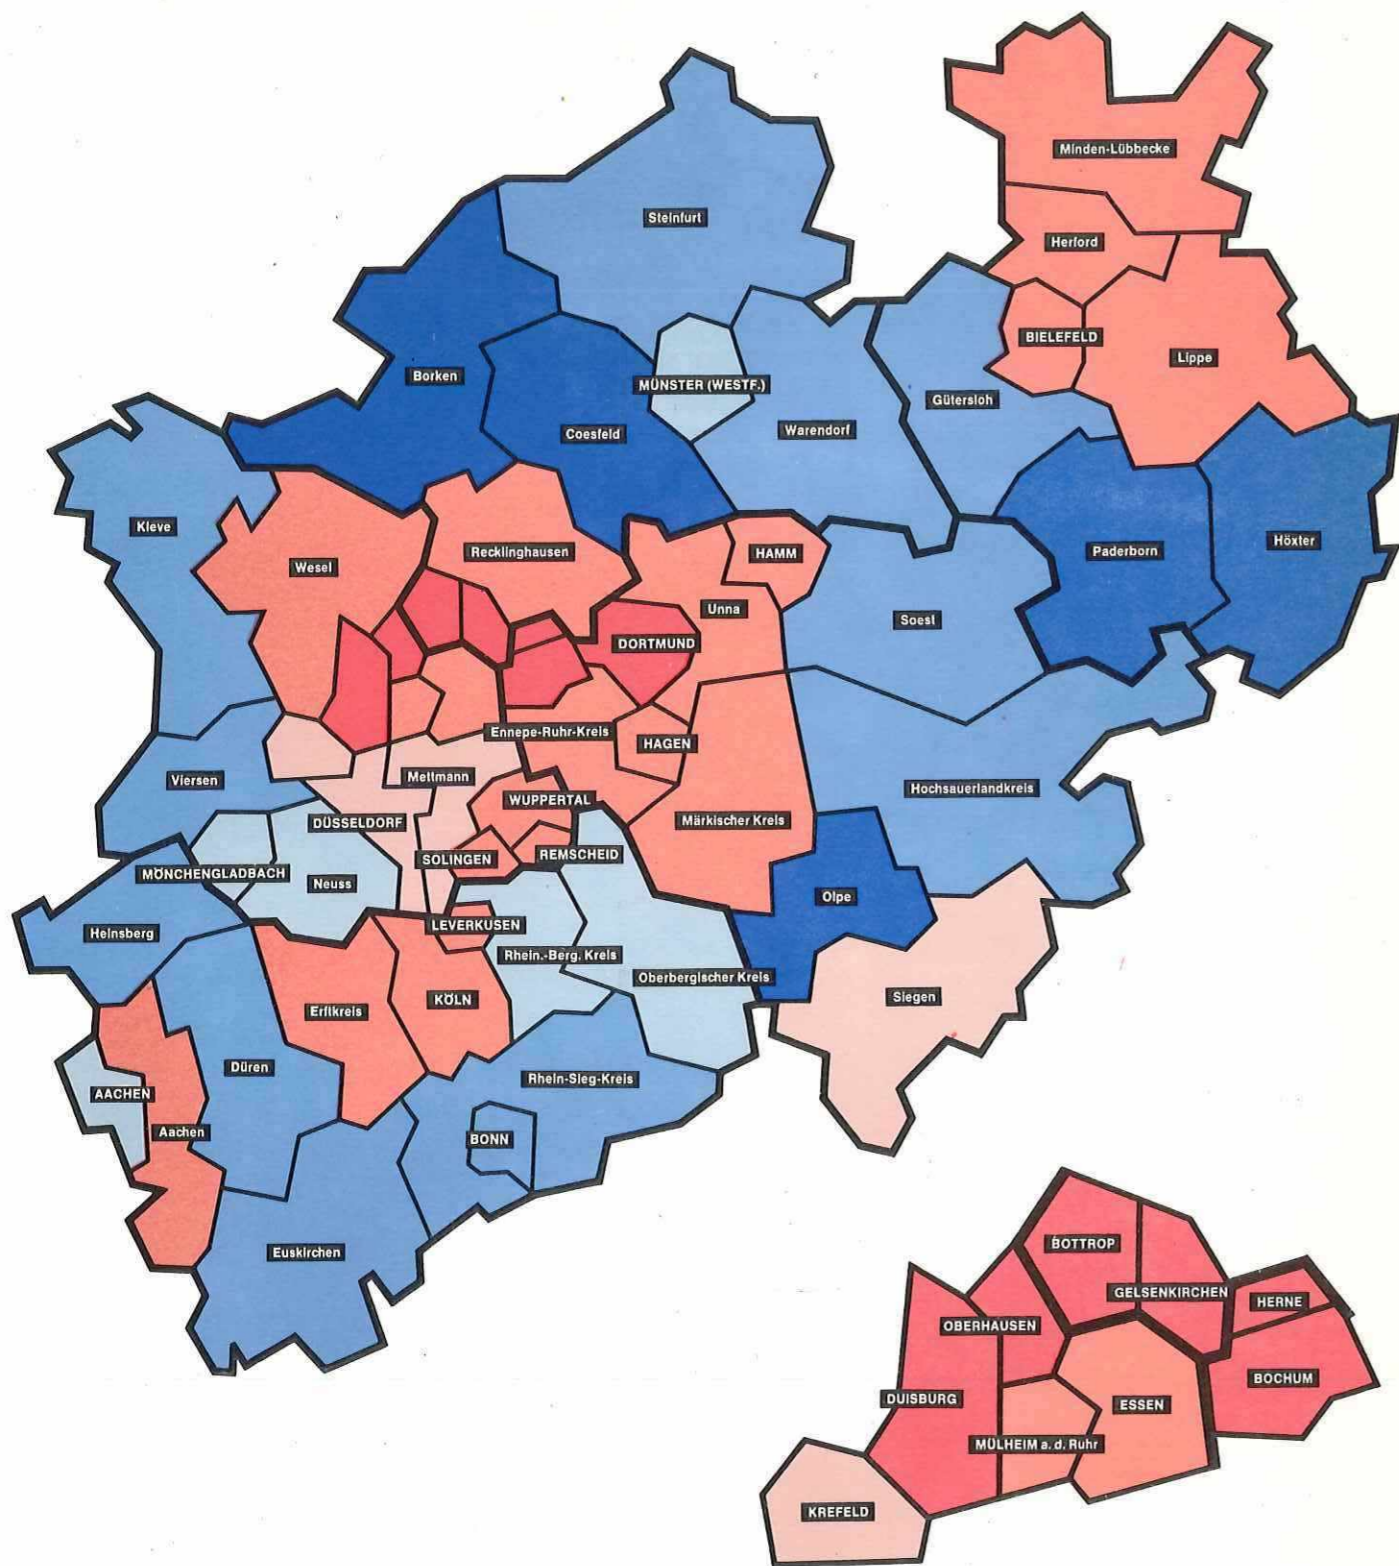 Minden-Lübbecke
Steinfurt
Herford
BIELEFELD
Lippe
Borken
MÜNSTER (WESTF.)
Gütersloh
Coesfeld
Warendorf
Kleve
Recklinghausen
HAMM
Paderborn
Höxter
Wesel
Unna
Soest
DORTMUND
Ennepe-Ruhr-Kreis
HAGEN
Viersen
Mettmann
Hochsauerlandkreis
WUPPERTAL
DÜSSELDORF
Märkischer Kreis
SOLINGEN
REMSCHEID
MÖNCHENGLADBACH
Neuss
Olpe
Heinsberg
LEVERKUSEN
Rhein.-Berg. Kreis
Oberbergischer Kreis
Erftkreis
KÖLN
Siegen
Düren
Rhein-Sieg-Kreis
AACHEN
Aachen
BONN
Euskirchen
BOTTROP
GELSENKIRCHEN
HERNE
OBERHAUSEN
BOCHUM
DUISBURG
ESSEN
MÜLHEIM a. d. Ruhr
KREFELD